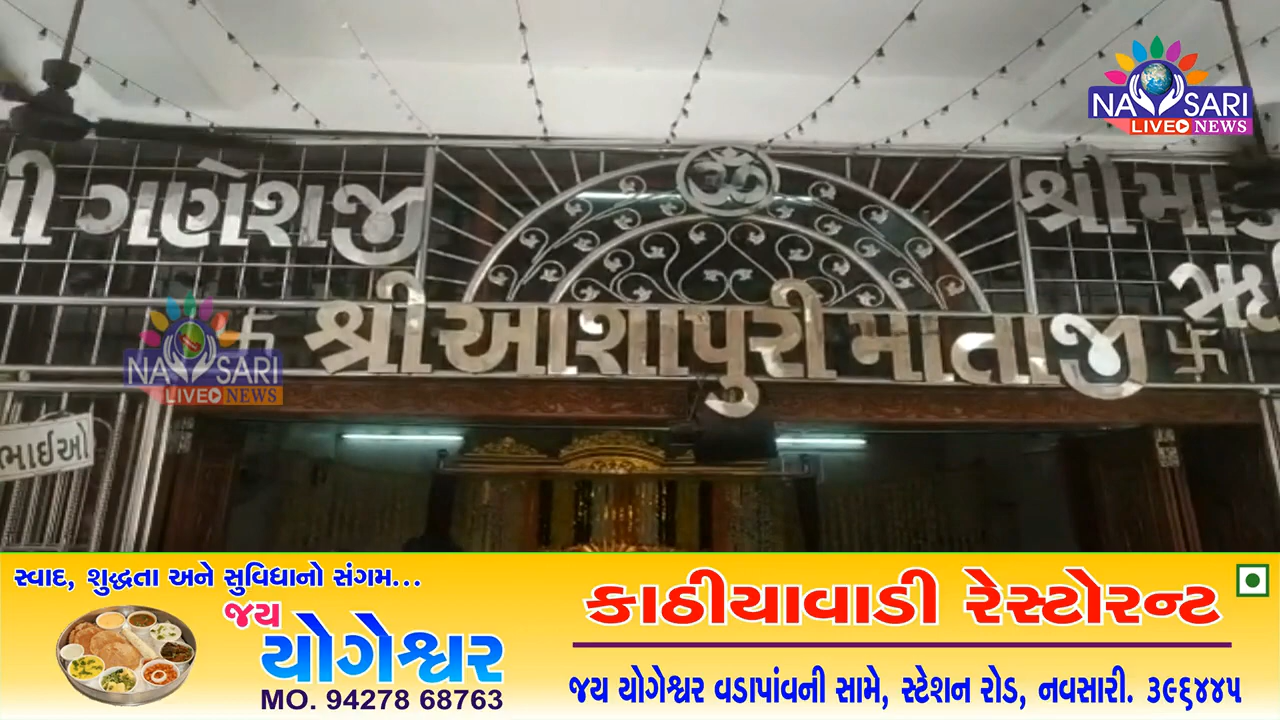 NAVSARI
LIVE NEWS
શ્રી ગણેશજી
ૐ
શ્રી આશાપુરી માતાજી
NAVSARI
LIVE NEWS
ભાઈઓ
સ્વાદ, શુદ્ધતા અને સુવિધાનો સંગમ...
જય
યોગેશ્વર
MO. 94278 68763
કાઠીયાવાડી રેસ્ટોરન્ટ
જય યોગેશ્વર વડાપાંવની સામે, સ્ટેશન રોડ, નવસારી. ૩૯૬૪૪૫